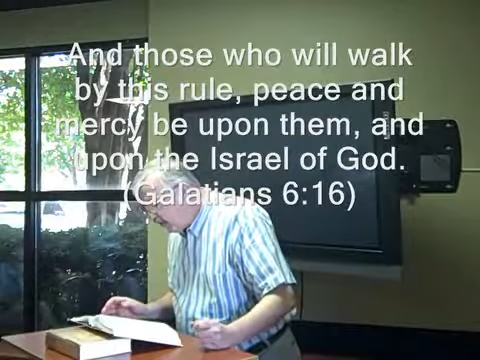 And those who will walk
by this rule, peace and
mercy be upon them, and
upon the Israel of God.
(Galatians 6:16)